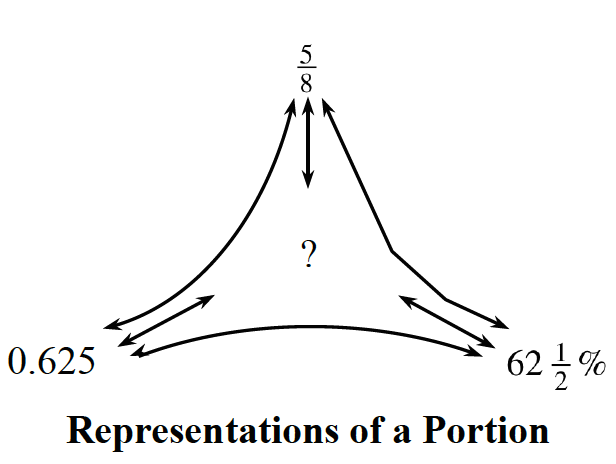 5/8
?
0.625
62 1/2 %
Representations of a Portion